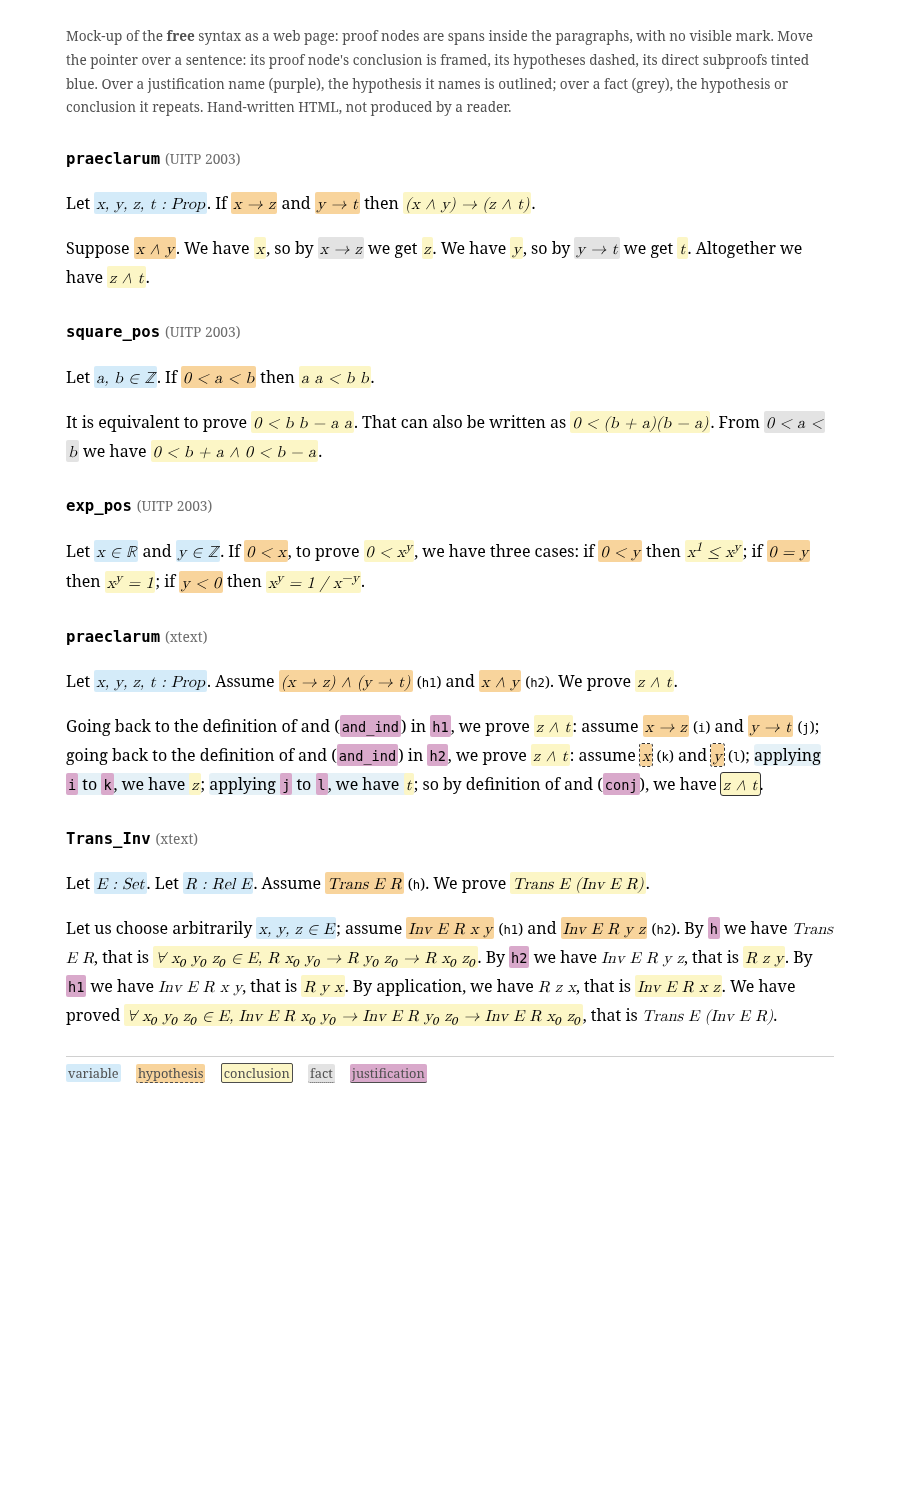 Mock-up of the free syntax as a web page: proof nodes are spans inside the paragraphs, with no visible mark. Move
the pointer over a sentence: its proof node's conclusion is framed, its hypotheses dashed, its direct subproofs tinted
blue. Over a justification name (purple), the hypothesis it names is outlined; over a fact (grey), the hypothesis or
conclusion it repeats. Hand-written HTML, not produced by a reader.
praeclarum (UITP 2003)
Let x, y, z, t : Prop. If x → z and y → t then (x ∧ y) → (z ∧ t).
Suppose x ∧ y. We have x, so by x → z we get z. We have y, so by y → t we get t. Altogether we
have z ∧ t.
square_pos (UITP 2003)
Let a, b ∈ ℤ. If 0 < a < b then a a < b b.
It is equivalent to prove 0 < b b − a a. That can also be written as 0 < (b + a)(b − a). From 0 < a <
b we have 0 < b + a ∧ 0 < b − a.
exp_pos (UITP 2003)
Let x ∈ ℝ and y ∈ ℤ. If 0 < x, to prove 0 < x^y, we have three cases: if 0 < y then x^1 ≤ x^y; if 0 = y
then x^y = 1; if y < 0 then x^y = 1 / x^−y.
praeclarum (xtext)
Let x, y, z, t : Prop. Assume (x → z) ∧ (y → t) (h1) and x ∧ y (h2). We prove z ∧ t.
Going back to the definition of and (and_ind) in h1, we prove z ∧ t: assume x → z (i) and y → t (j);
going back to the definition of and (and_ind) in h2, we prove z ∧ t: assume x (k) and y (l); applying
i to k, we have z; applying j to l, we have t; so by definition of and (conj), we have z ∧ t.
Trans_Inv (xtext)
Let E : Set. Let R : Rel E. Assume Trans E R (h). We prove Trans E (Inv E R).
Let us choose arbitrarily x, y, z ∈ E; assume Inv E R x y (h1) and Inv E R y z (h2). By h we have Trans
E R, that is ∀ x₀ y₀ z₀ ∈ E, R x₀ y₀ → R y₀ z₀ → R x₀ z₀. By h2 we have Inv E R y z, that is R z y. By
h1 we have Inv E R x y, that is R y x. By application, we have R z x, that is Inv E R x z. We have
proved ∀ x₀ y₀ z₀ ∈ E, Inv E R x₀ y₀ → Inv E R y₀ z₀ → Inv E R x₀ z₀, that is Trans E (Inv E R).
variable hypothesis conclusion fact justification